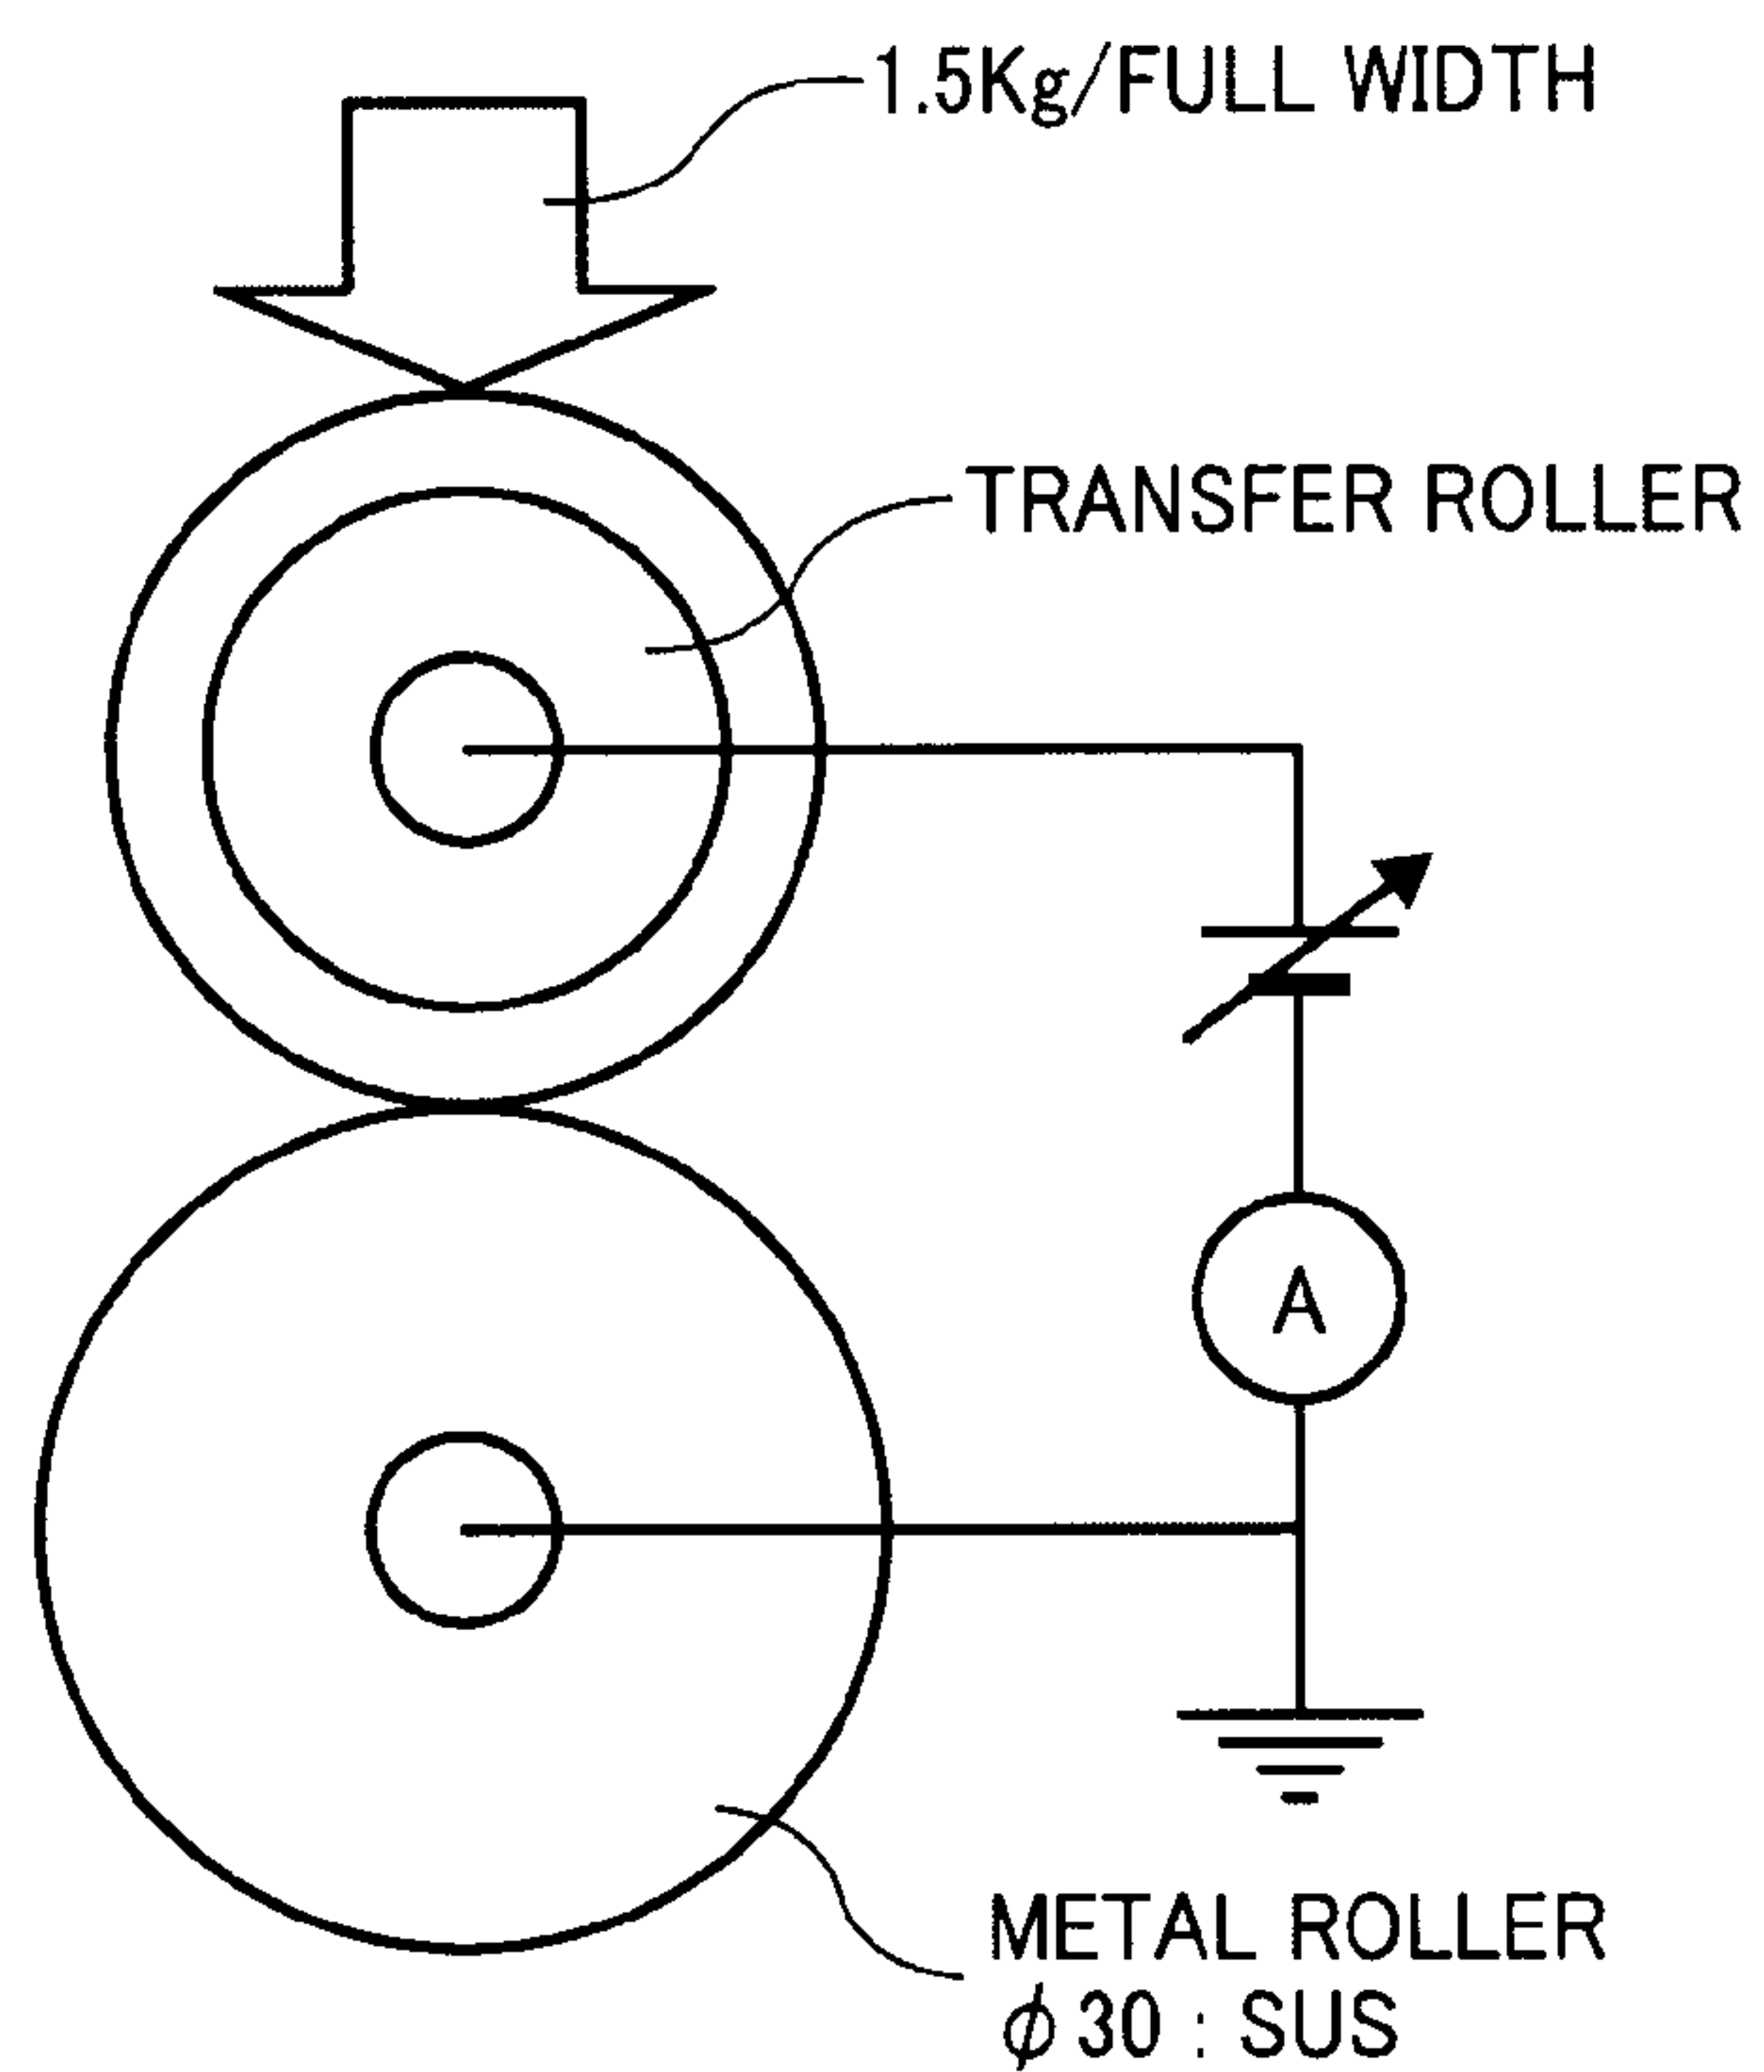 1.5Kg/FULL WIDTH
TRANSFER ROLLER
A
METAL ROLLER
ϕ30 : SUS